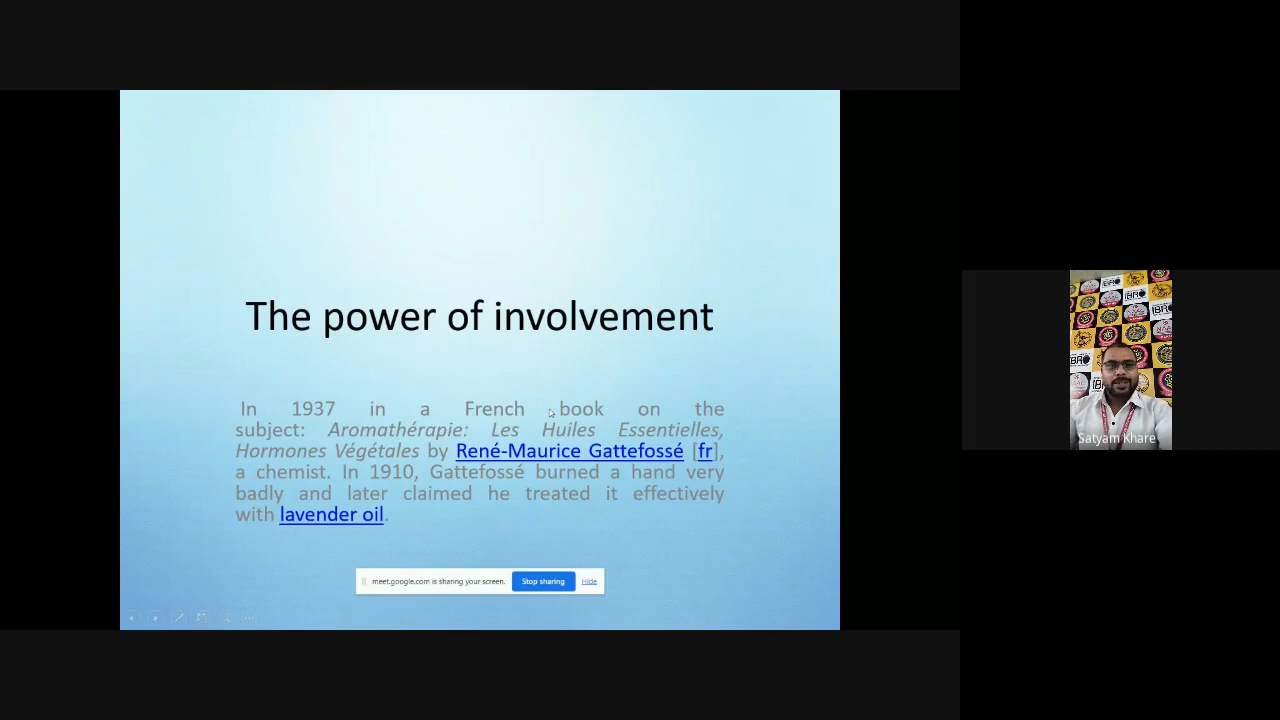 The power of involvement
In 1937 in a French book on the
subject: Aromathérapie: Les Huiles Essentielles,
Hormones Végétales by René-Maurice Gattefossé [fr],
a chemist. In 1910, Gattefossé burned a hand very
badly and later claimed he treated it effectively
with lavender oil.
meet.google.com is sharing your screen. Stop sharing Hide
IBRO
IBRO
Satyam Khare